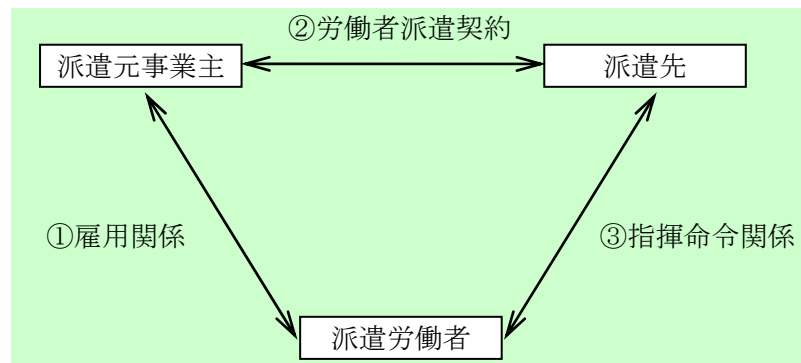 ②労働者派遣契約
派遣元事業主
派遣先
①雇用関係
③指揮命令関係
派遣労働者